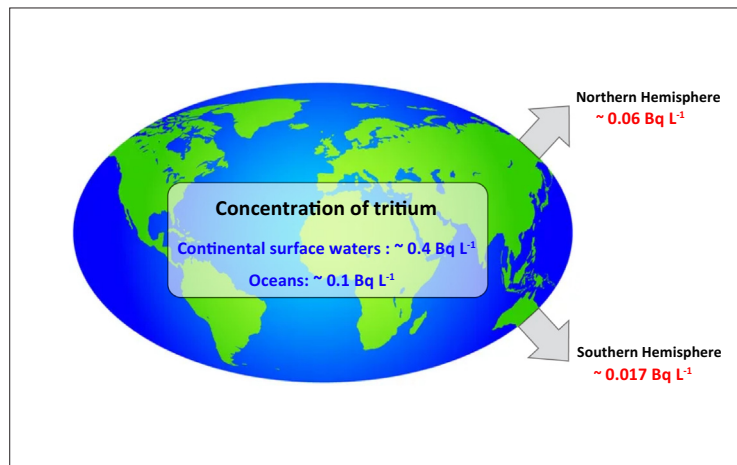 Northern Hemisphere
~ 0.06 Bq L⁻¹
Concentration of tritium
Continental surface waters : ~ 0.4 Bq L⁻¹
Oceans: ~ 0.1 Bq L⁻¹
Southern Hemisphere
~ 0.017 Bq L⁻¹